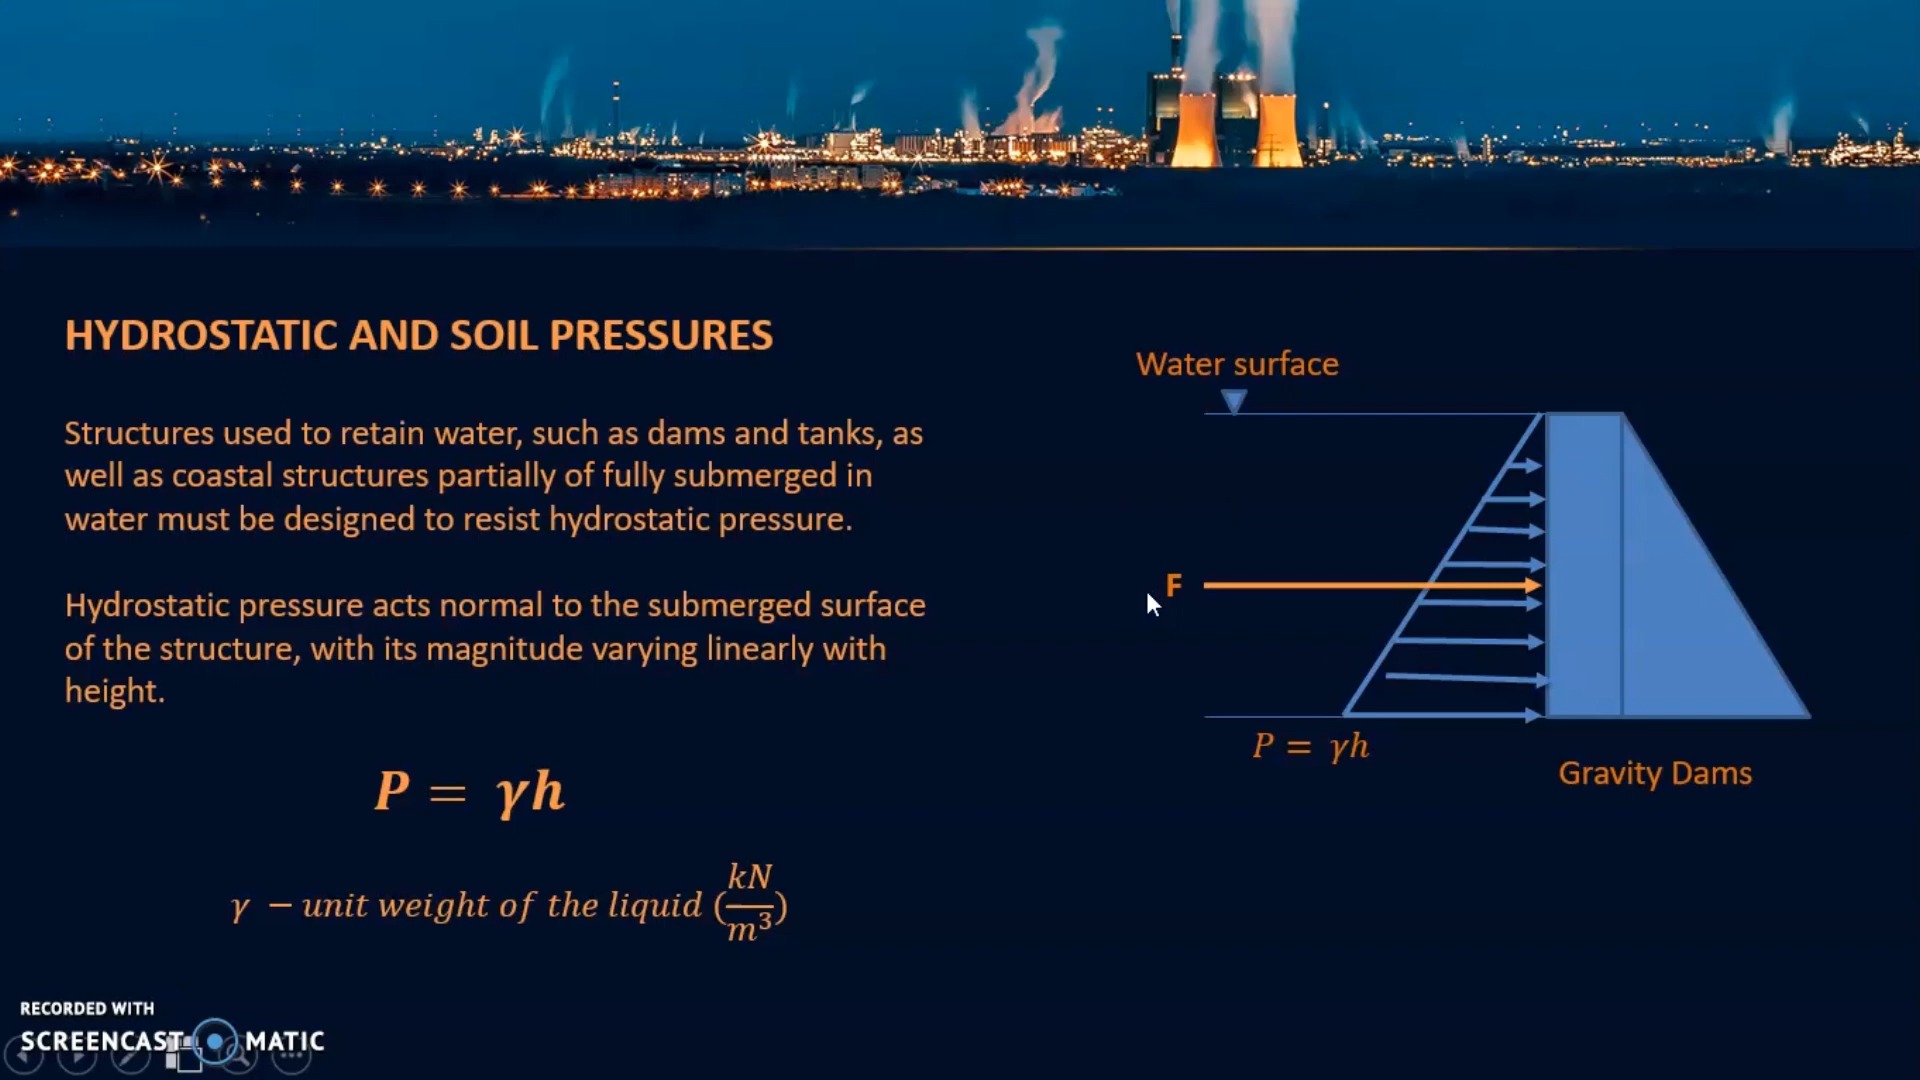 HYDROSTATIC AND SOIL PRESSURES
Structures used to retain water, such as dams and tanks, as
well as coastal structures partially of fully submerged in
water must be designed to resist hydrostatic pressure.
Hydrostatic pressure acts normal to the submerged surface
of the structure, with its magnitude varying linearly with
height.
P = γh
γ − unit weight of the liquid (kN/m³)
Water surface
F
P = γh
Gravity Dams
RECORDED WITH
SCREENCAST MATIC